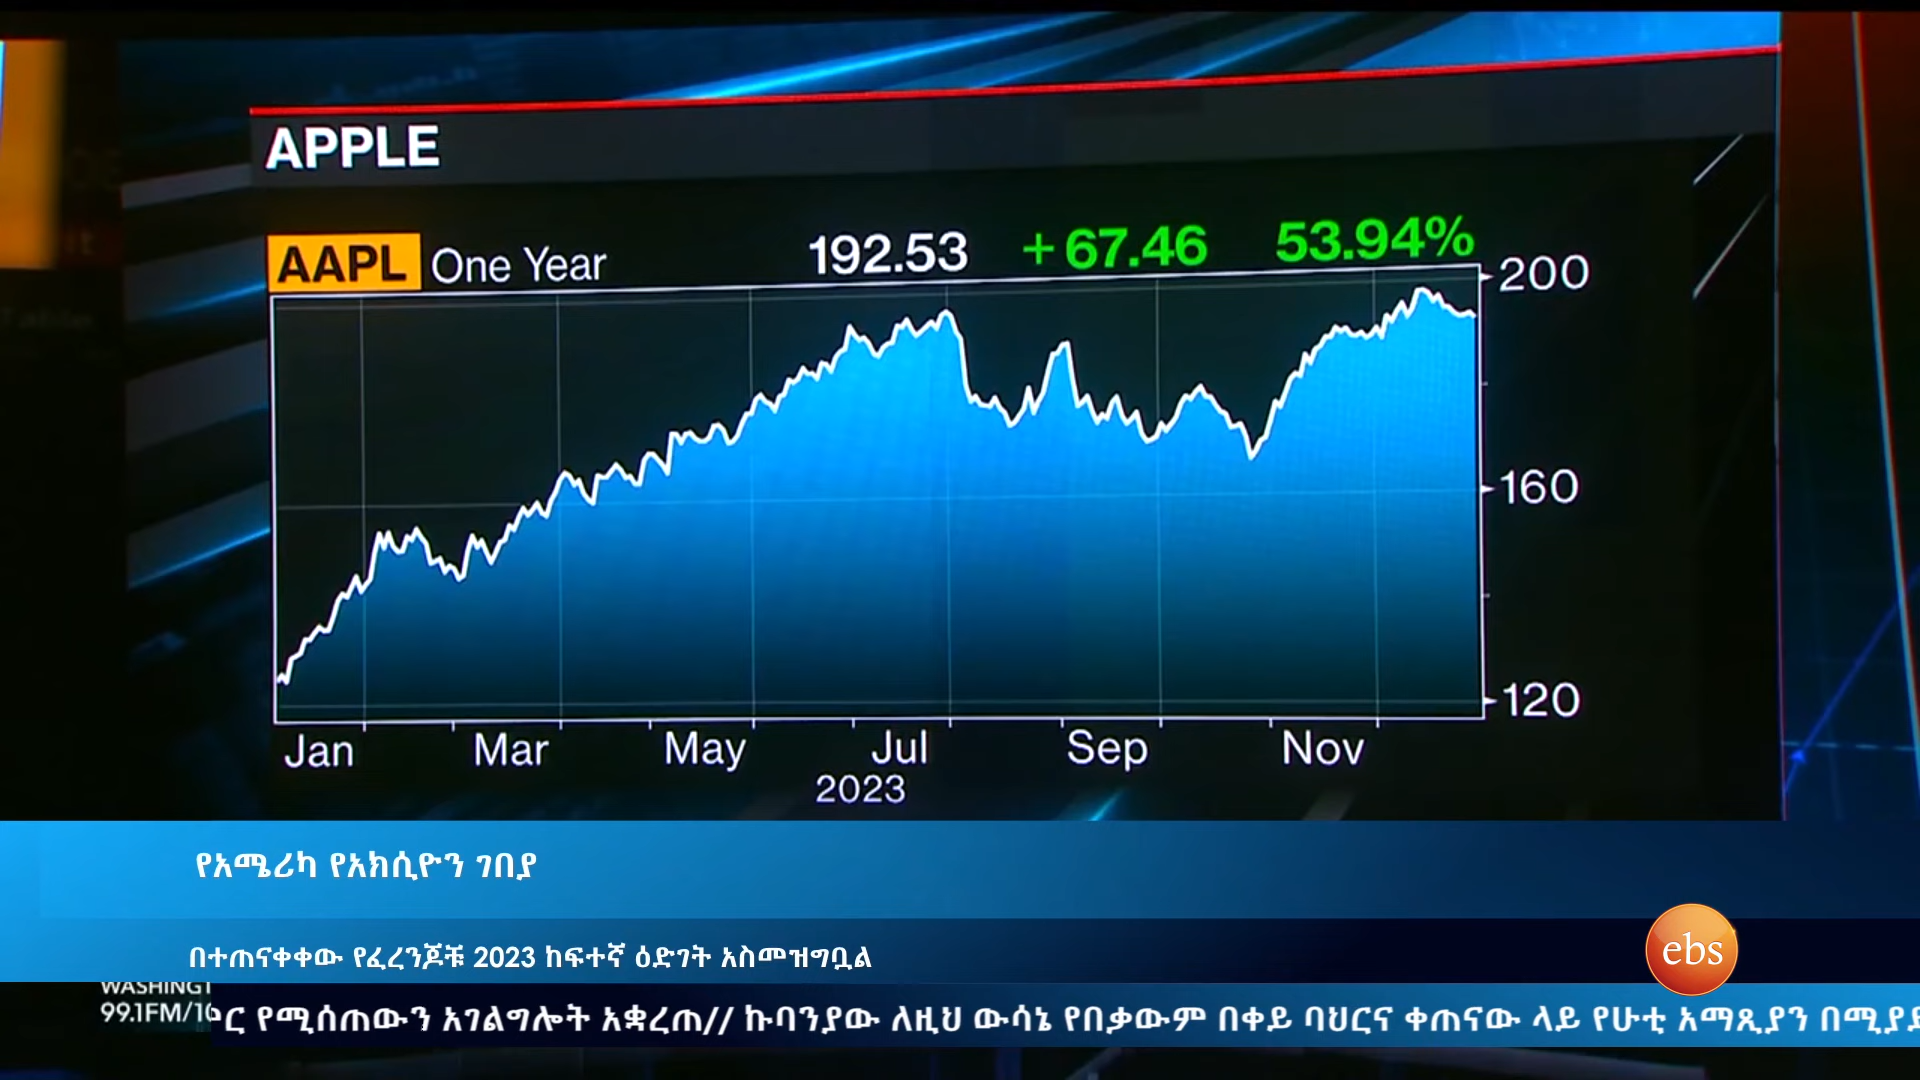 APPLE
AAPL One Year 192.53 +67.46 53.94%
200
160
120
Jan Mar May Jul Sep Nov
2023
የአሜሪካ የአክሲዮን ገበያ
በተጠናቀቀው የፈረንጆቹ 2023 ከፍተኛ ዕድገት አስመዝግቧል
ebs
99.1FM/10
የሚሰጠውን አገልግሎት አቋረጠ// ኩባንያው ለዚህ ውሳኔ የበቃውም በቀይ ባህርና ቀጠናው ላይ የሁቲ አማጺያን